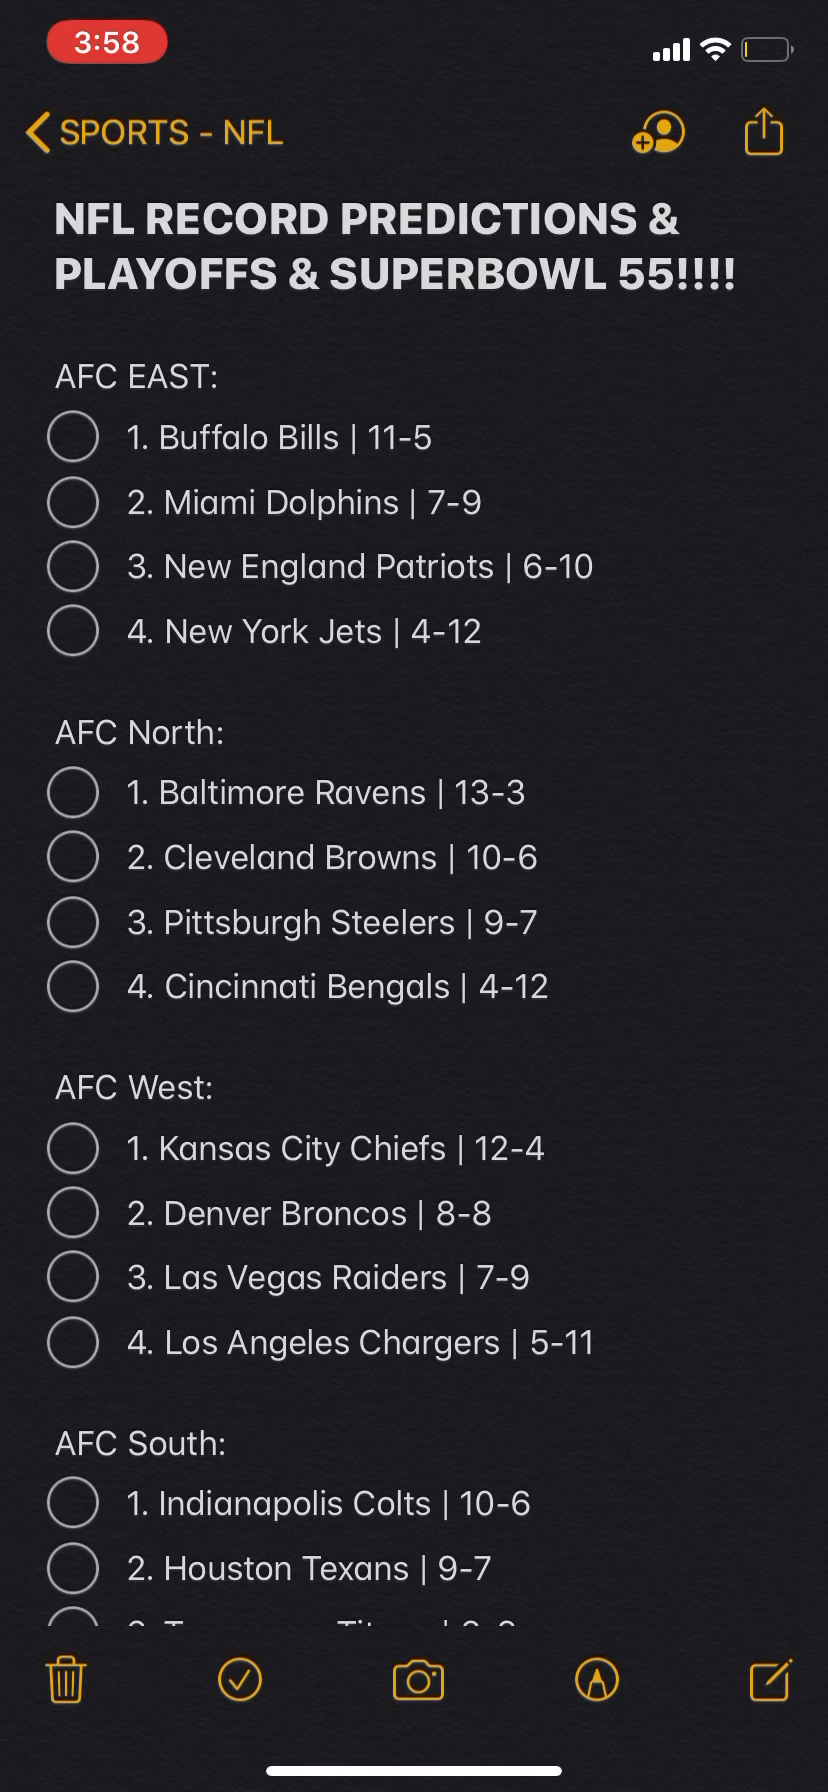 3:58
SPORTS - NFL
NFL RECORD PREDICTIONS &
PLAYOFFS & SUPERBOWL 55!!!!
AFC EAST:
1. Buffalo Bills | 11-5
2. Miami Dolphins | 7-9
3. New England Patriots | 6-10
4. New York Jets | 4-12
AFC North:
1. Baltimore Ravens | 13-3
2. Cleveland Browns | 10-6
3. Pittsburgh Steelers | 9-7
4. Cincinnati Bengals | 4-12
AFC West:
1. Kansas City Chiefs | 12-4
2. Denver Broncos | 8-8
3. Las Vegas Raiders | 7-9
4. Los Angeles Chargers | 5-11
AFC South:
1. Indianapolis Colts | 10-6
2. Houston Texans | 9-7